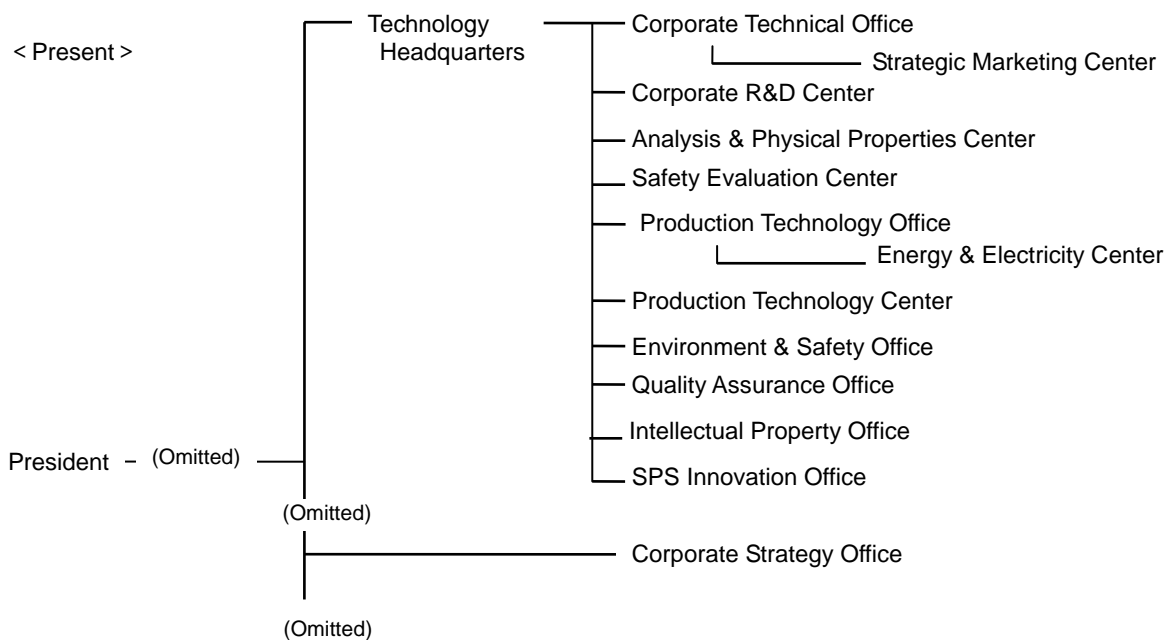 Technology
Headquarters
Corporate Technical Office
< Present >
Strategic Marketing Center
Corporate R&D Center
Analysis & Physical Properties Center
Safety Evaluation Center
Production Technology Office
Energy & Electricity Center
Production Technology Center
Environment & Safety Office
Quality Assurance Office
Intellectual Property Office
President - (Omitted)
SPS Innovation Office
(Omitted)
Corporate Strategy Office
(Omitted)